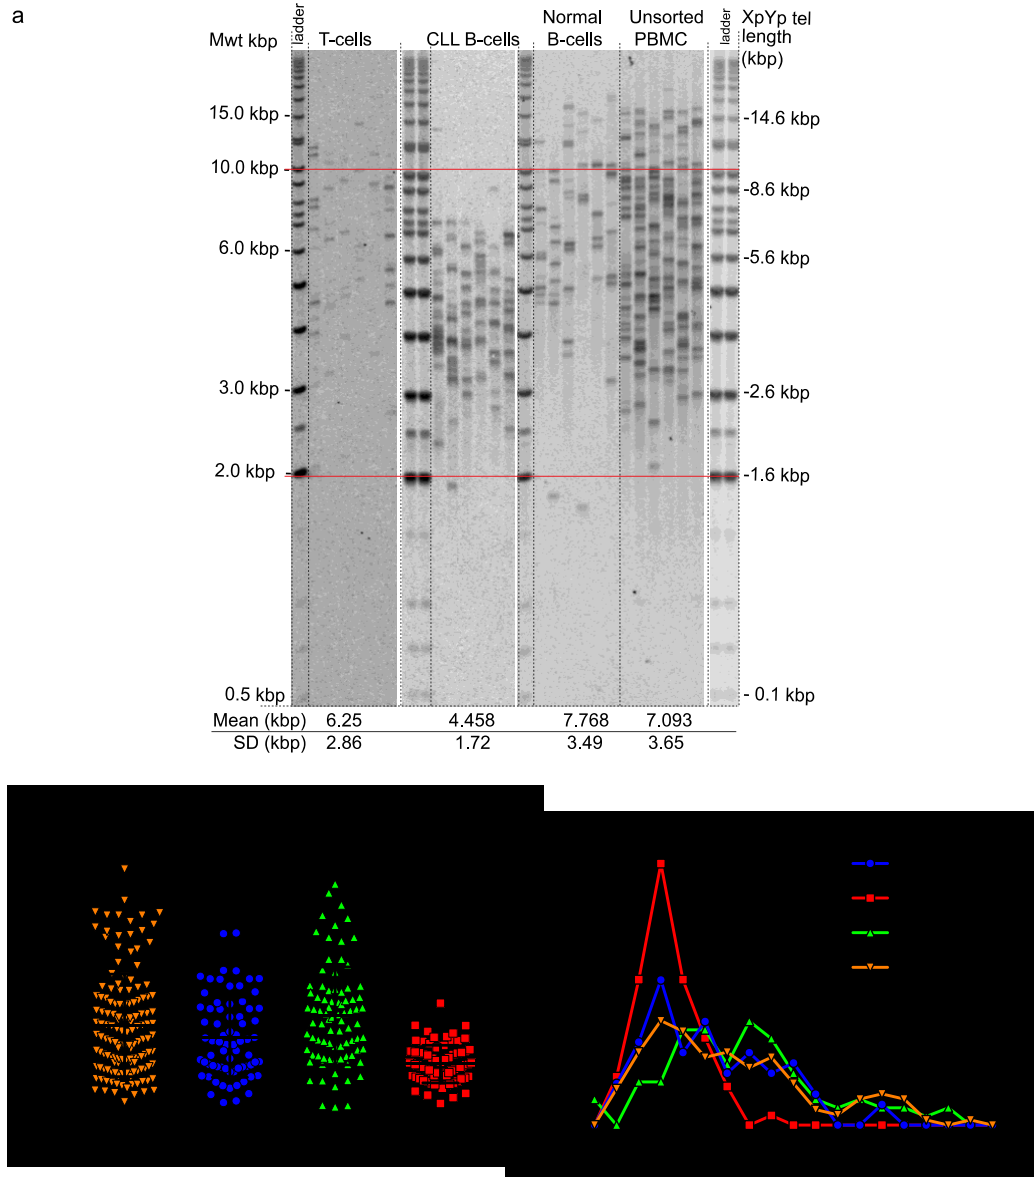 a
Mwt kbp
ladder
T-cells
CLL B-cells
Normal
B-cells
Unsorted
PBMC
ladder
XpYp tel
length
(kbp)
15.0 kbp -
-14.6 kbp
10.0 kbp -
-8.6 kbp
6.0 kbp -
-5.6 kbp
3.0 kbp -
-2.6 kbp
2.0 kbp -
-1.6 kbp
0.5 kbp
- 0.1 kbp
Mean (kbp) 6.25 4.458 7.768 7.093
SD (kbp) 2.86 1.72 3.49 3.65